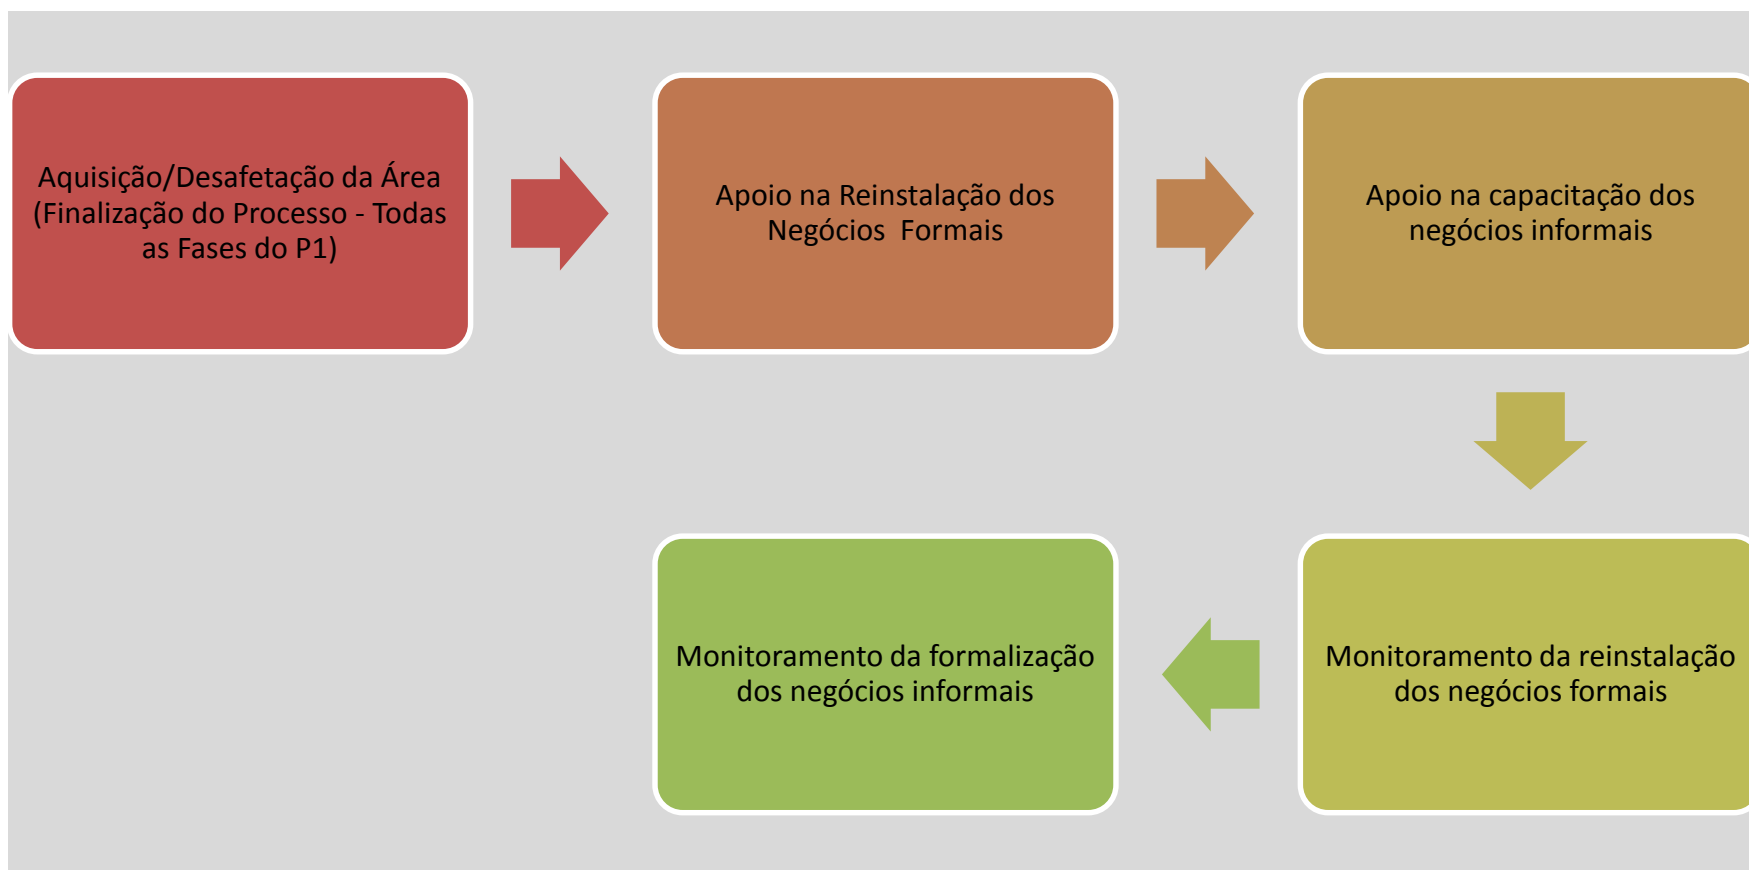 Aquisição/Desafetação da Área
(Finalização do Processo - Todas
as Fases do P1)
Apoio na Reinstalação dos
Negócios  Formais
Apoio na capacitação dos
negócios informais
Monitoramento da reinstalação
dos negócios formais
Monitoramento da formalização
dos negócios informais